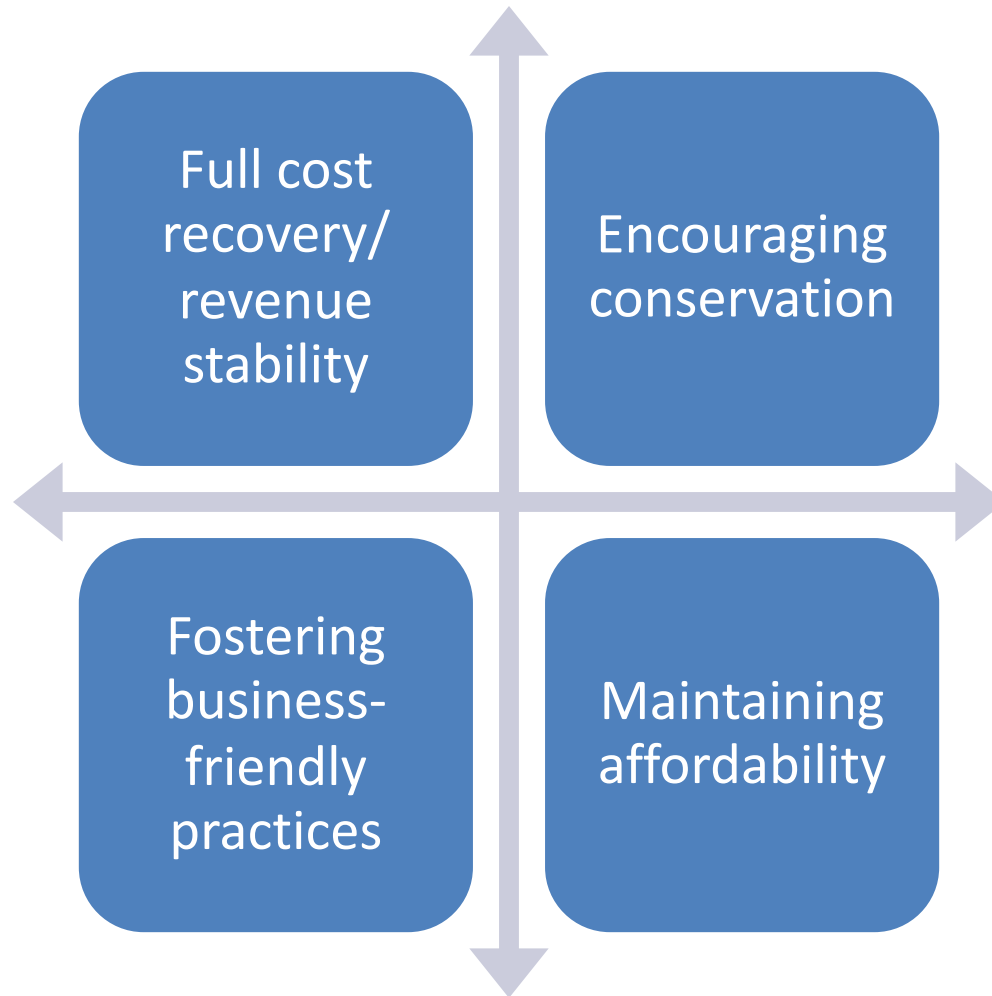 Full cost
recovery/
revenue
stability
Encouraging
conservation
Fostering
business-
friendly
practices
Maintaining
affordability